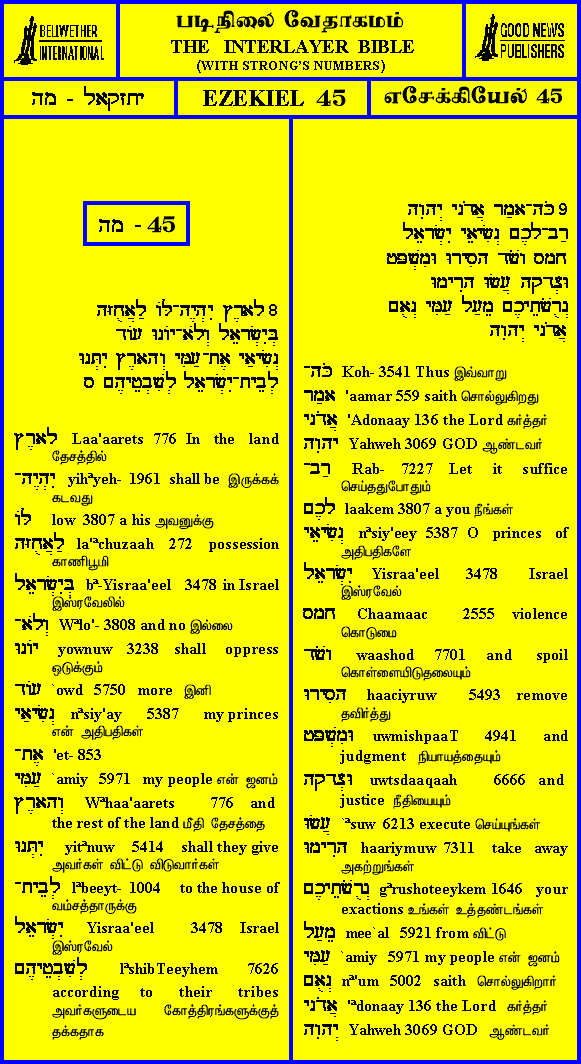 BELLWETHER
INTERNATIONAL
படிநிலை வேதாகமம்
THE INTERLAYER BIBLE
(WITH STRONG'S NUMBERS)
GOOD NEWS
PUBLISHERS
יחזקאל - מה
EZEKIEL 45
எசேக்கியேல் 45
מה - 45
8 לָאָרֶץ יִהְיֶה־לּוֹ לַאֲחֻזָּה
בְּיִשְׂרָאֵל וְלֹא־יוֹנוּ עוֹד
נְשִׂיאַי אֶת־עַמִּי וְהָאָרֶץ יִתְּנוּ
לְבֵית־יִשְׂרָאֵל לְשִׁבְטֵיהֶם ס
לָאָרֶץ Laa'aarets 776 In the land
தேசத்தில்
יִהְיֶה־ yihªyeh- 1961 shall be இருக்கக்
கடவது
לּוֹ low 3807 a his அவனுக்கு
לַאֲחֻזָּה la'ªchuzaah 272 possession
காணிபூமி
בְּיִשְׂרָאֵל bª-Yisraa'eel 3478 in Israel
இஸ்ரவேலில்
וְלֹא־ Wªlo'- 3808 and no இல்லை
יוֹנוּ yownuw 3238 shall oppress
ஒடுக்கும்
עוֹד `owd 5750 more இனி
נְשִׂיאַי nªsiy'ay 5387 my princes
என் அதிபதிகள்
אֶת־ 'et- 853
עַמִּי `amiy 5971 my people என் ஜனம்
וְהָאָרֶץ Wªhaa'aarets 776 and
the rest of the land மீதி தேசத்தை
יִתְּנוּ yitªnuw 5414 shall they give
அவர்கள் விட்டு விடுவார்கள்
לְבֵית־ lªbeeyt- 1004 to the house of
வம்சத்தாருக்கு
יִשְׂרָאֵל Yisraa'eel 3478 Israel
இஸ்ரவேல்
לְשִׁבְטֵיהֶם lªshibTeeyhem 7626
according to their tribes
அவர்களுடைய கோத்திரங்களுக்குத்
தக்கதாக
9 כֹּה־אָמַר אֲדֹנָי יְהוִה
רַב־לָכֶם נְשִׂיאֵי יִשְׂרָאֵל
חָמָס וָשֹׁד הָסִירוּ וּמִשְׁפָּט
וּצְדָקָה עֲשׂוּ הָרִימוּ
גְרֻשֹׁתֵיכֶם מֵעַל עַמִּי נְאֻם
אֲדֹנָי יְהוִה
כֹּה־ Koh- 3541 Thus இவ்வாறு
אָמַר 'aamar 559 saith சொல்லுகிறது
אֲדֹנָי 'Adonaay 136 the Lord கர்த்தர்
יְהוִה Yahweh 3069 GOD ஆண்டவர்
רַב־ Rab- 7227 Let it suffice
செய்ததுபோதும்
לָכֶם laakem 3807 a you நீங்கள்
נְשִׂיאֵי nªsiy'eey 5387 O princes of
அதிபதிகளே
יִשְׂרָאֵל Yisraa'eel 3478 Israel
இஸ்ரவேல்
חָמָס Chaamaac 2555 violence
கொடுமை
וָשֹׁד waashod 7701 and spoil
கொள்ளையிடுதலையும்
הָסִירוּ haaciyruw 5493 remove
தவிர்த்து
וּמִשְׁפָּט uwmishpaaT 4941 and
judgment நியாயத்தையும்
וּצְדָקָה uwtsdaaqaah 6666 and
justice நீதியையும்
עֲשׂוּ `ªsuw 6213 execute செய்யுங்கள்
הָרִימוּ haariymuw 7311 take away
அகற்றுங்கள்
גְרֻשֹׁתֵיכֶם gªrushoteeykem 1646 your
exactions உங்கள் உத்தண்டங்கள்
מֵעַל mee`al 5921 from விட்டு
עַמִּי `amiy 5971 my people என் ஜனம்
נְאֻם nª'um 5002 saith சொல்லுகிறார்
אֲדֹנָי 'ªdonaay 136 the Lord கர்த்தர்
יְהוִה Yahweh 3069 GOD ஆண்டவர்